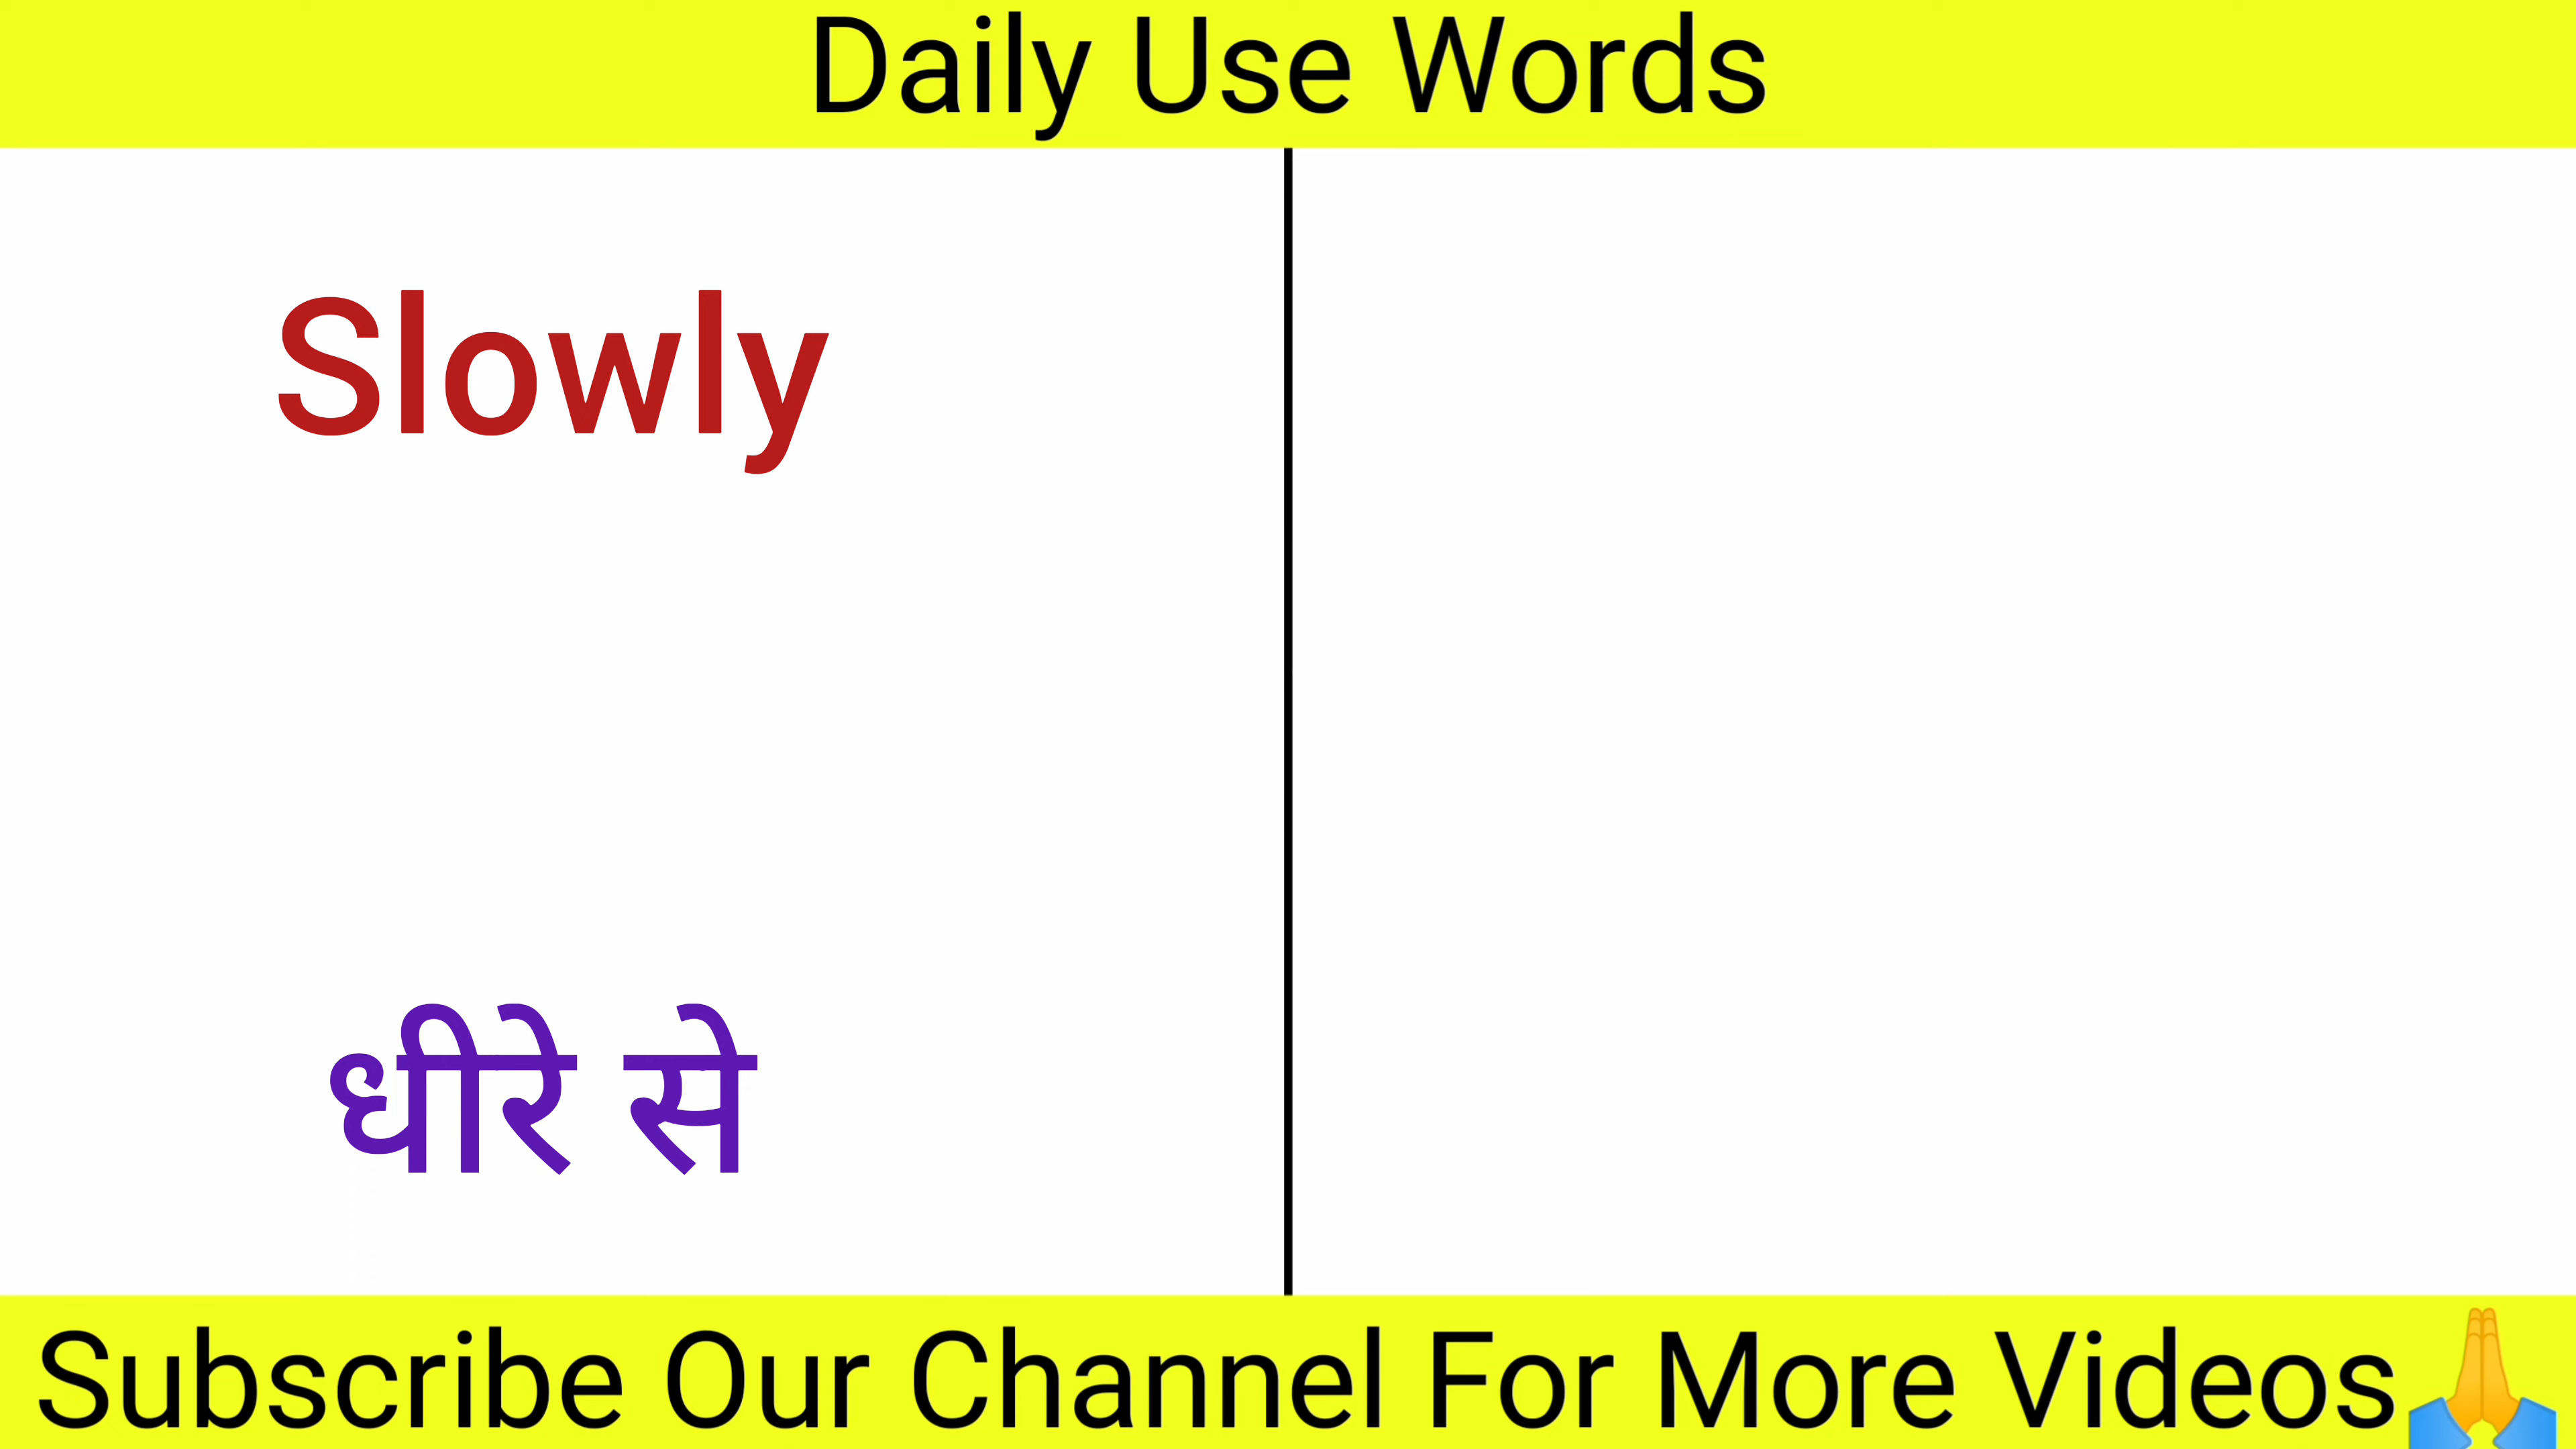 Daily Use Words
Slowly
धीरे से
Subscribe Our Channel For More Videos🙏